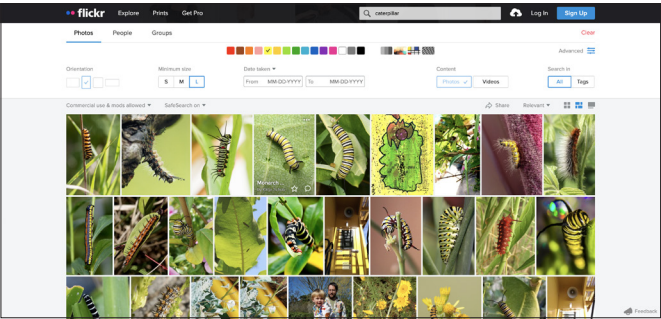 flickr Explore Prints Get Pro caterpillar Log In Sign Up
Photos People Groups Clear
Advanced
Orientation Minimum size Date taken Content Search in
S M L From MM-DD-YYYY To MM-DD-YYYY Photos Videos All Tags
Commercial use & mods allowed SafeSearch on Share Relevant
Monarch ...
Feedback